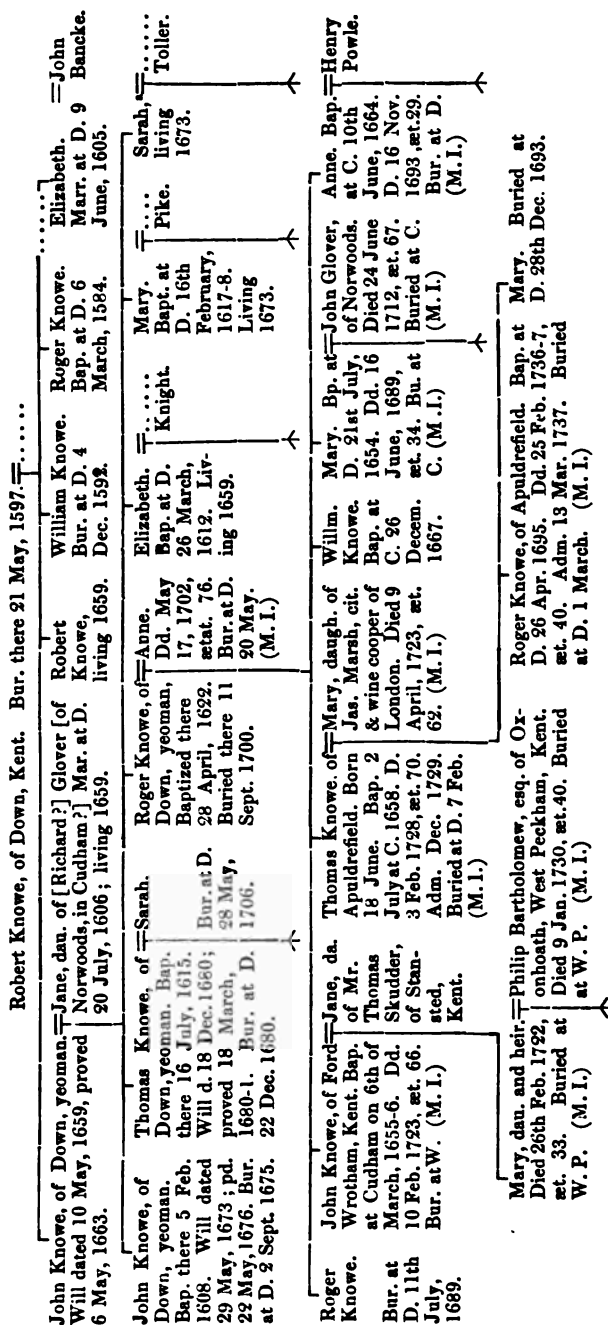 Robert Knowe, of Down, Kent. Bur. there 21 May, 1597.=......
John Knowe, of Down, yeoman.
Will dated 10 May, 1659, proved
6 May, 1663.
=Jane, dau. of [Richard?] Glover [of
Norwoods, in Cudham?] Mar. at D.
20 July, 1606; living 1659.
Robert
Knowe,
living 1659.
William Knowe.
Bur. at D. 4
Dec. 1592.
Roger Knowe.
Bap. at D. 6
March, 1584.
Elizabeth.
Marr. at D. 9
June, 1605.
=John
Bancke.
John Knowe, of
Down, yeoman.
Bap. there 5 Feb.
1608. Will dated
29 May, 1673; pd.
22 May, 1676. Bur.
at D. 2 Sept. 1675.
Thomas Knowe, of
Down, yeoman. Bap.
there 16 July, 1615.
Will d. 18 Dec. 1680;
proved 18 March,
1680-1. Bur. at D.
22 Dec. 1680.
=Sarah.
Bur. at D.
28 May,
1706.
Roger Knowe, of
Down, yeoman,
Baptized there
28 April, 1622.
Buried there 11
Sept. 1700.
=Anne.
Dd. May
17, 1702,
ætat. 76.
Bur. at D.
20 May.
(M. I.)
Elizabeth.
Bap. at D.
26 March,
1612. Liv-
ing 1659.
=......
Knight.
Mary.
Bapt. at
D. 16th
February,
1617-8.
Living
1673.
=....
Pike.
Sarah,
living
1673.
=......
Toller.
Roger
Knowe.
Bur. at
D. 11th
July,
1689.
John Knowe, of Ford
Wrotham, Kent. Bap.
at Cudham on 6th of
March, 1655-6. Dd.
10 Feb. 1723, æt. 66.
Bur. at W. (M. I.)
=Jane, da.
of Mr.
Thomas
Skudder,
of Stan-
sted,
Kent.
Thomas Knowe. of
Apuldrefield. Born
18 June. Bap. 2
July at C. 1658. D.
3 Feb. 1728, æt. 70.
Adm. Dec. 1729.
Buried at D. 7 Feb.
(M. I.)
=Mary, daugh. of
Jas. Marsh, cit.
& wine cooper of
London. Died 9
April, 1723, æt.
62. (M. I.)
Willm.
Knowe.
Bap. at
C. 26
Decem.
1667.
Mary. Bp. at
D. 21st July,
1654. Dd. 16
June, 1689,
æt. 34. Bu. at
C. (M. I.)
=John Glover,
of Norwoods.
Died 24 June
1712, æt. 67.
Buried at C.
(M. I.)
Anne. Bap.
at C. 10th
June, 1664.
D. 16 Nov.
1693, æt. 29.
Bur. at D.
(M. I.)
=Henry
Powle.
Mary, dau. and heir.
Died 26th Feb. 1722,
æt. 33. Buried at
W. P. (M. I.)
=Philip Bartholomew, esq. of Ox-
onhoath, West Peckham, Kent.
Died 9 Jan. 1730, æt. 40. Buried
at W. P. (M. I.)
Roger Knowe, of Apuldrefield. Bap. at
D. 26 Apr. 1695. Dd. 25 Feb. 1736-7,
æt. 40. Adm. 13 Mar. 1737. Buried
at D. 1 March. (M. I.)
Mary. Buried at
D. 28th Dec. 1693.